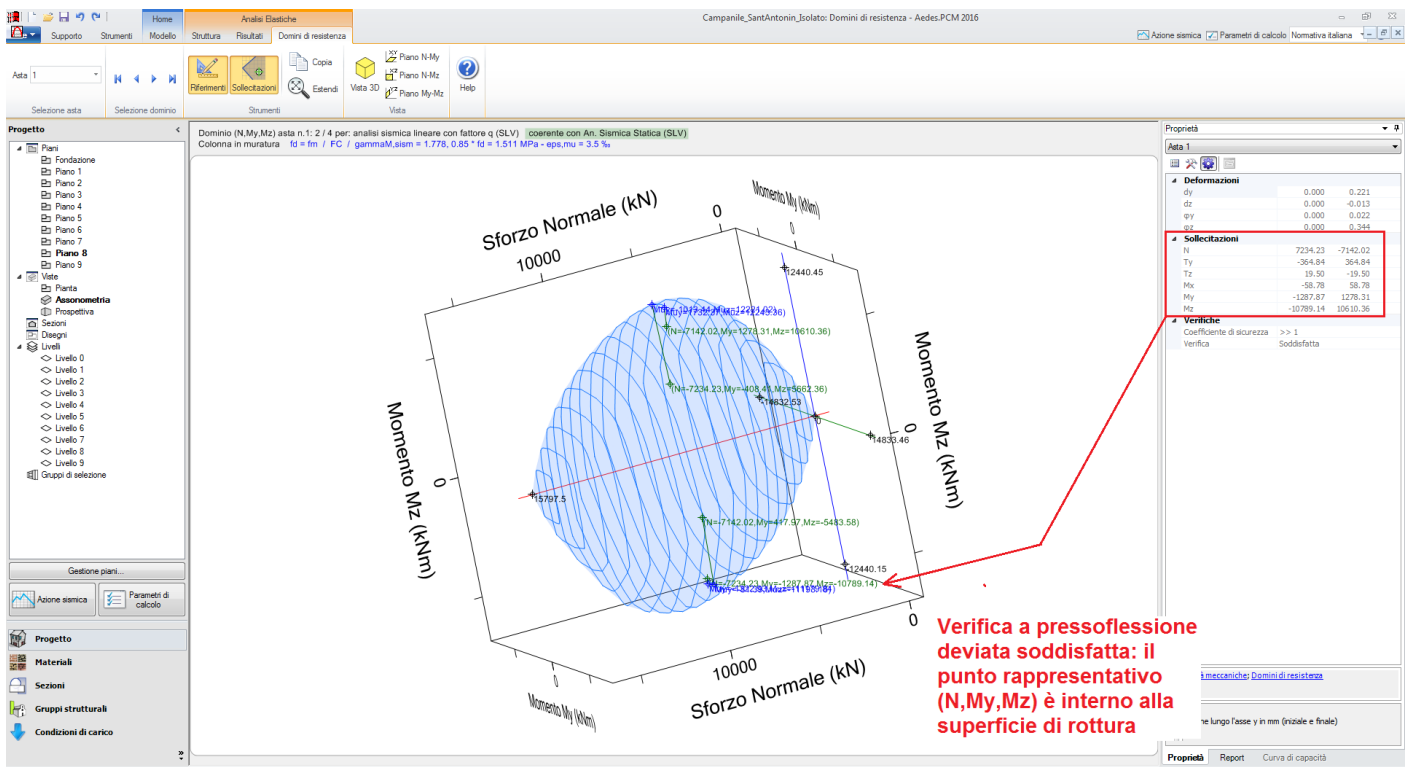 Home
Analisi Elastiche
Campanile_SantAntonin_Isolato: Domini di resistenza - Aedes.PCM 2016
Supporto Strumenti Modello Struttura Risultati Domini di resistenza
Azione sismica Parametri di calcolo Normativa italiana
Asta 1
Riferimenti
Sollecitazioni
Copia
Estendi
Vista 3D
Piano N-My
Piano N-Mz
Piano My-Mz
Help
Selezione asta
Selezione dominio
Strumenti
Vista
Progetto
Piani
Fondazione
Piano 1
Piano 2
Piano 3
Piano 4
Piano 5
Piano 6
Piano 7
Piano 8
Piano 9
Viste
Pianta
Assonometria
Prospettiva
Sezioni
Disegni
Livelli
Livello 0
Livello 1
Livello 2
Livello 3
Livello 4
Livello 5
Livello 6
Livello 7
Livello 8
Livello 9
Gruppi di selezione
Gestione piani...
Azione sismica
Parametri di
calcolo
Progetto
Materiali
Sezioni
Gruppi strutturali
Condizioni di carico
Dominio (N,My,Mz) asta n.1: 2 / 4 per: analisi sismica lineare con fattore q (SLV) coerente con An. Sismica Statica (SLV)
Colonna in muratura fd = fm / FC / gammaM,sism = 1.778, 0.85 * fd = 1.511 MPa - eps,mu = 3.5 ‰
Momento My (kNm)
Sforzo Normale (kN)
0
0
10000
12440.45
(N=-7142.02,My=1278.31,Mz=10610.36)
(N=-7234.23,My=-408.41,Mz=5662.36)
-14832.53
0
14833.46
0
Momento Mz (kNm)
Momento Mz (kNm)
0
15797.5
(N=-7142.02,My=417.97,Mz=-5483.58)
-12440.15
(N=-7234.23,My=-1287.87,Mz=-10789.14)
0
10000
0
Sforzo Normale (kN)
Momento My (kNm)
Verifica a pressoflessione
deviata soddisfatta: il
punto rappresentativo
(N,My,Mz) è interno alla
superficie di rottura
Proprietà
Asta 1
Deformazioni
dy 0.000 0.221
dz 0.000 -0.013
φy 0.000 0.022
φz 0.000 0.344
Sollecitazioni
N 7234.23 -7142.02
Ty -364.84 364.84
Tz 19.50 -19.50
Mx -58.78 58.78
My -1287.87 1278.31
Mz -10789.14 10610.36
Verifiche
Coefficiente di sicurezza >> 1
Verifica Soddisfatta
meccaniche; Domini di resistenza
ne lungo l'asse y in mm (iniziale e finale)
Proprietà Report Curva di capacità